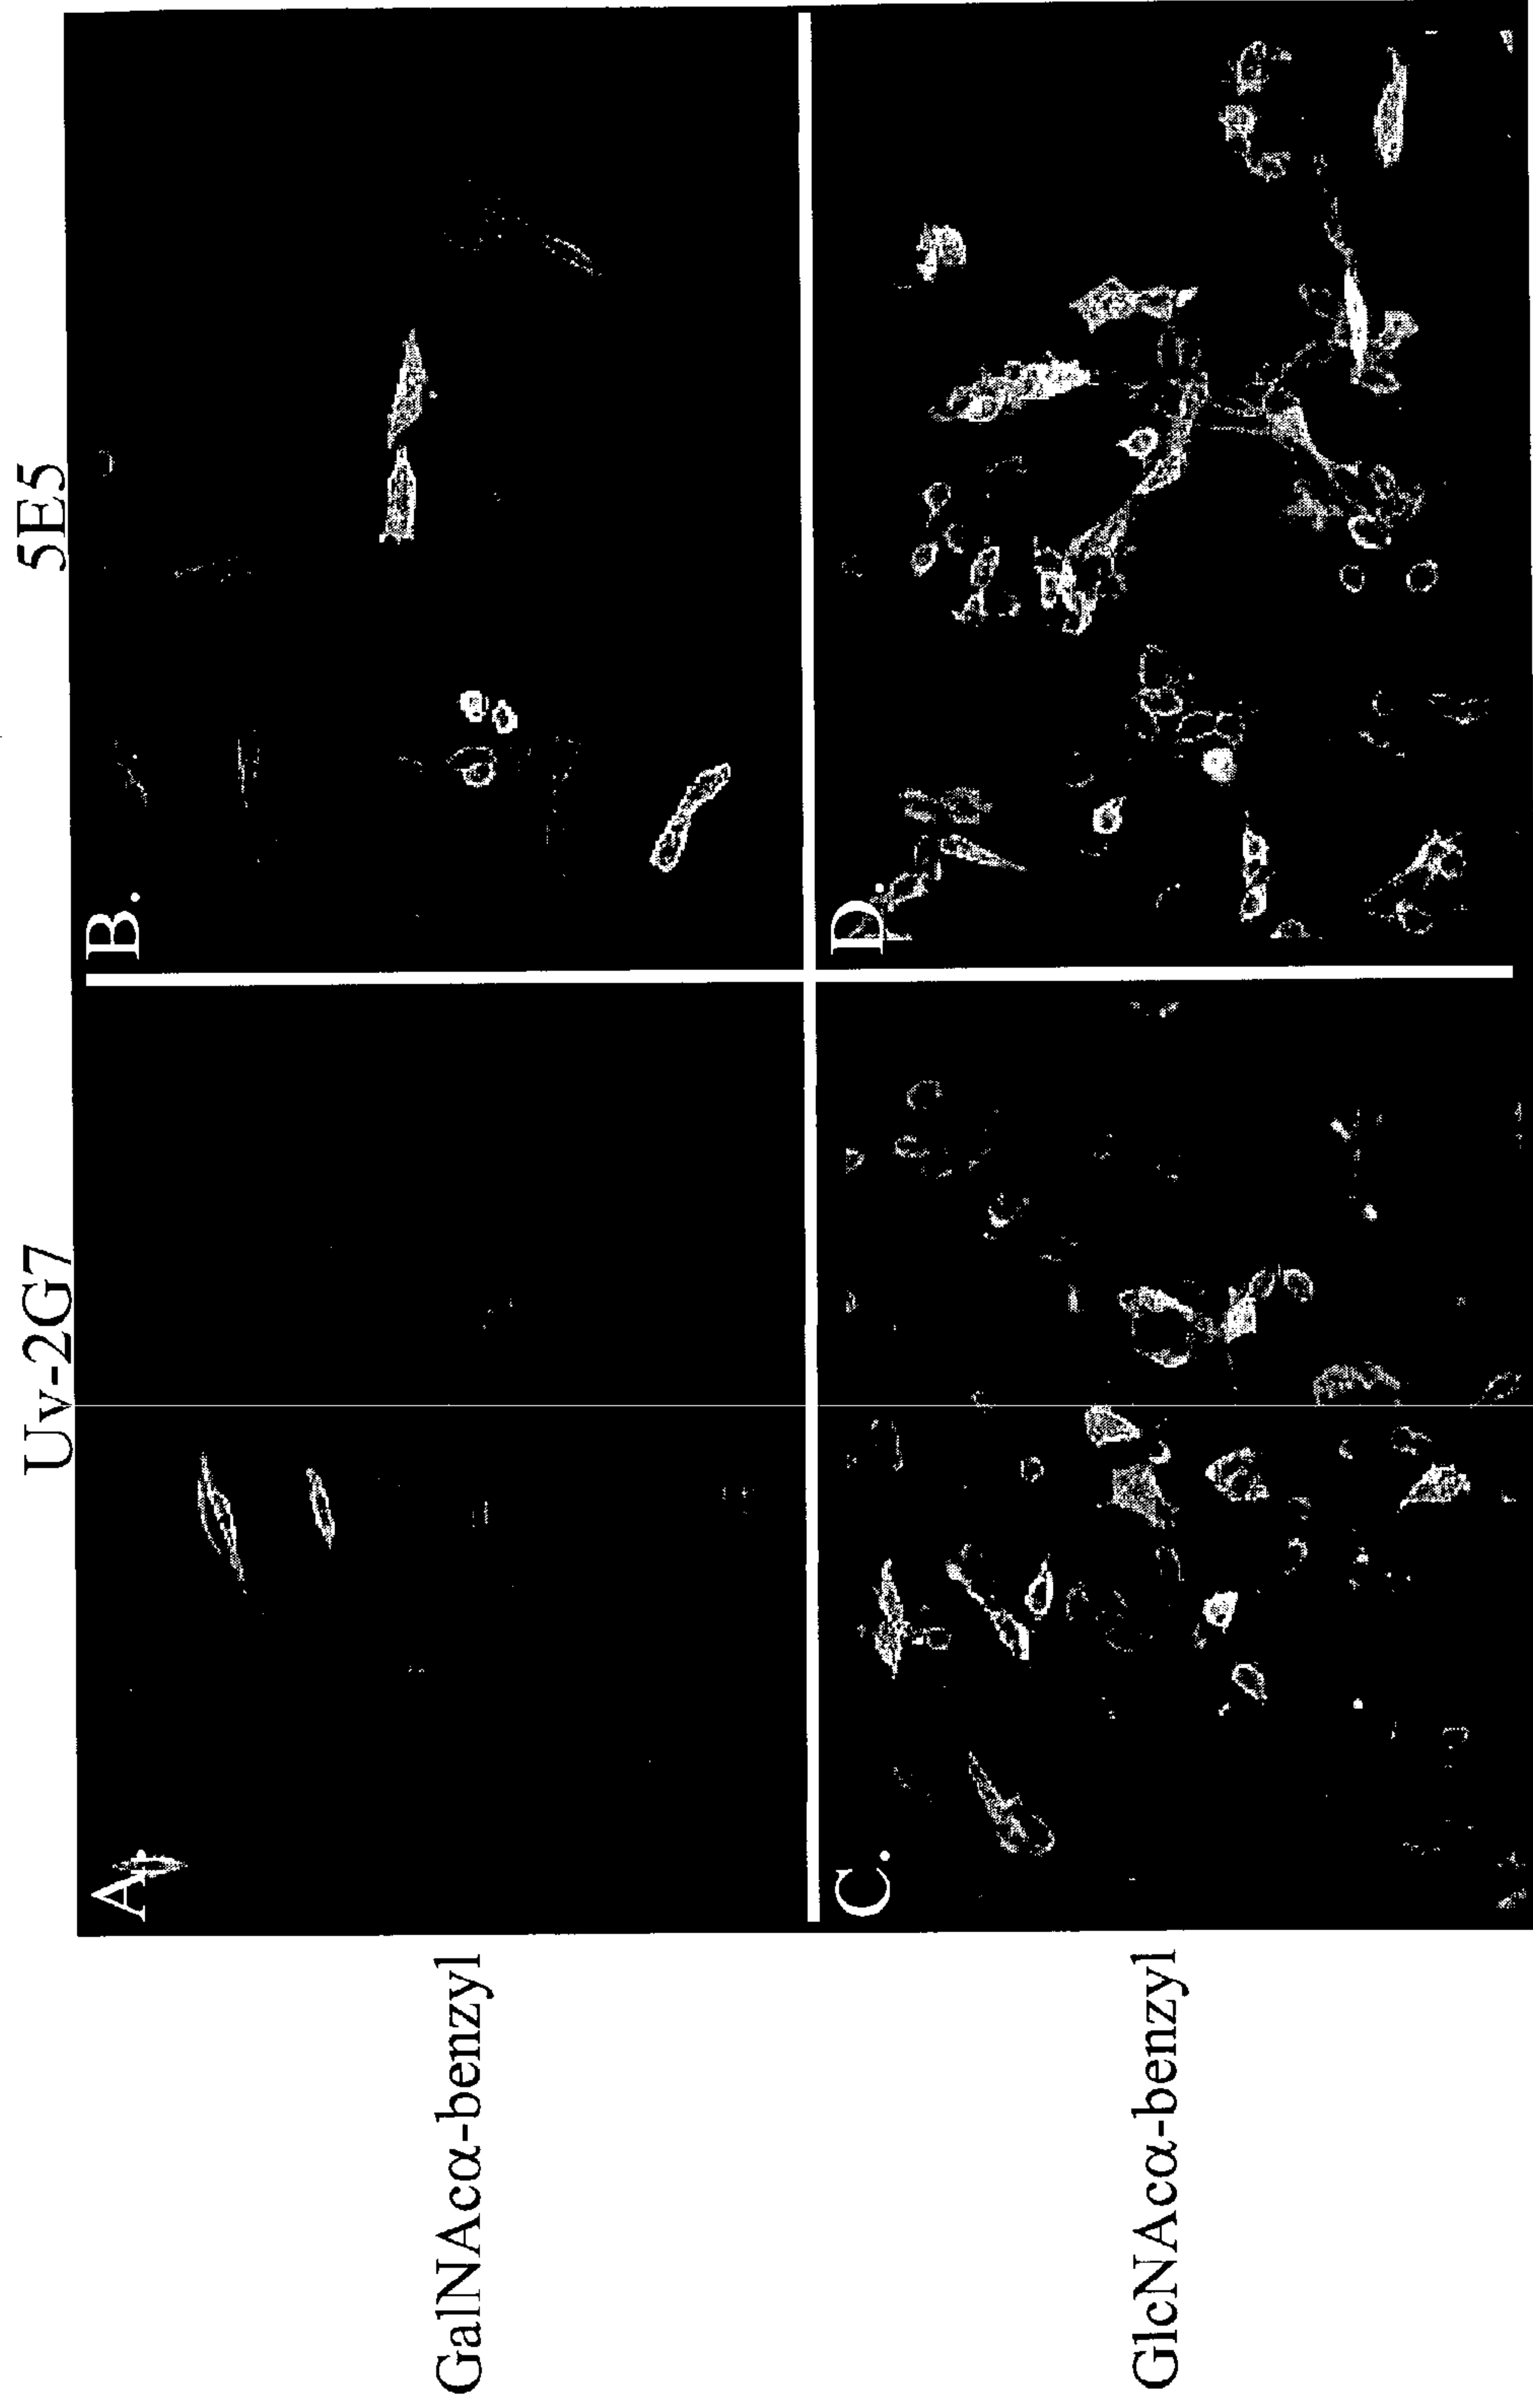 Uv-2G7 5E5
GalNAcα-benzyl
A. B.
GlcNAcα-benzyl
C. D.